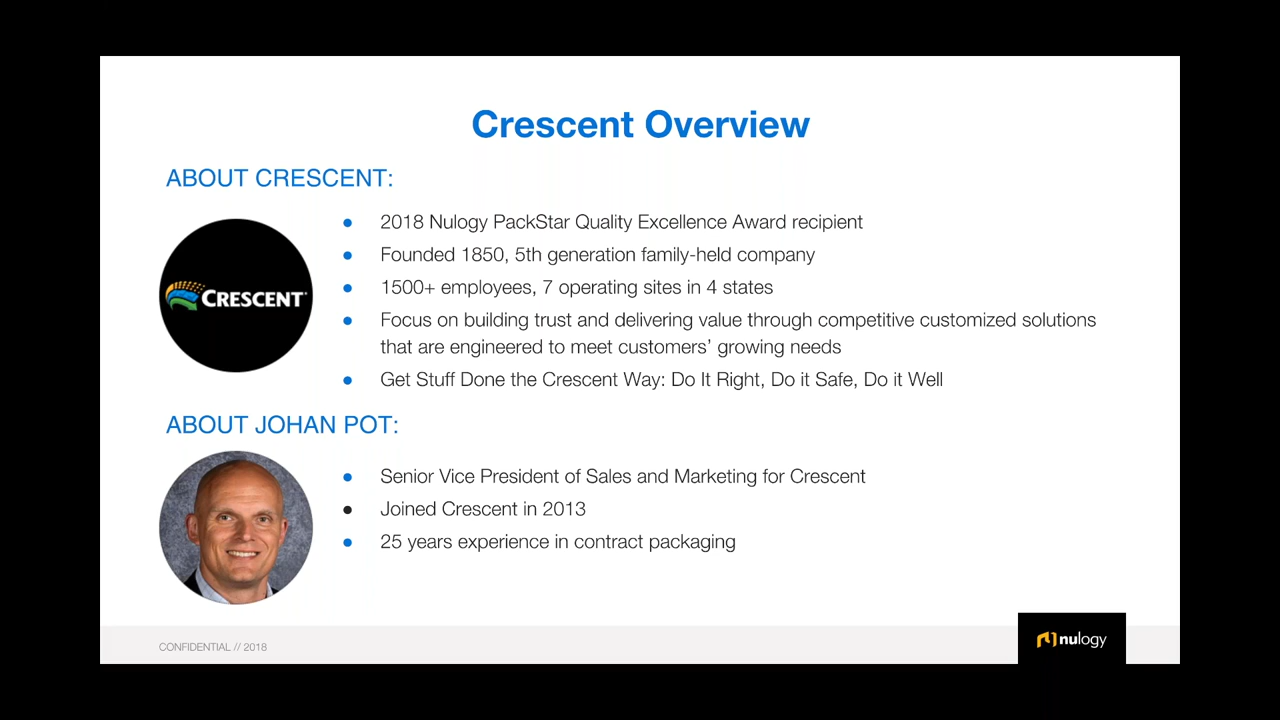 Crescent Overview
ABOUT CRESCENT:
CRESCENT
● 2018 Nulogy PackStar Quality Excellence Award recipient
● Founded 1850, 5th generation family-held company
● 1500+ employees, 7 operating sites in 4 states
● Focus on building trust and delivering value through competitive customized solutions
that are engineered to meet customers’ growing needs
● Get Stuff Done the Crescent Way: Do It Right, Do it Safe, Do it Well
ABOUT JOHAN POT:
● Senior Vice President of Sales and Marketing for Crescent
● Joined Crescent in 2013
● 25 years experience in contract packaging
CONFIDENTIAL // 2018
nulogy